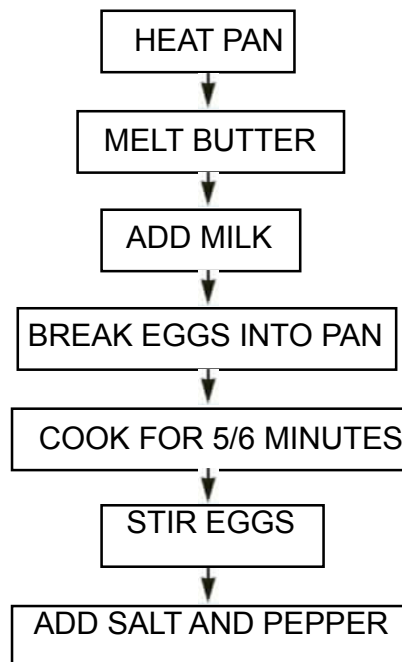 HEAT PAN
MELT BUTTER
ADD MILK
BREAK EGGS INTO PAN
COOK FOR 5/6 MINUTES
STIR EGGS
ADD SALT AND PEPPER